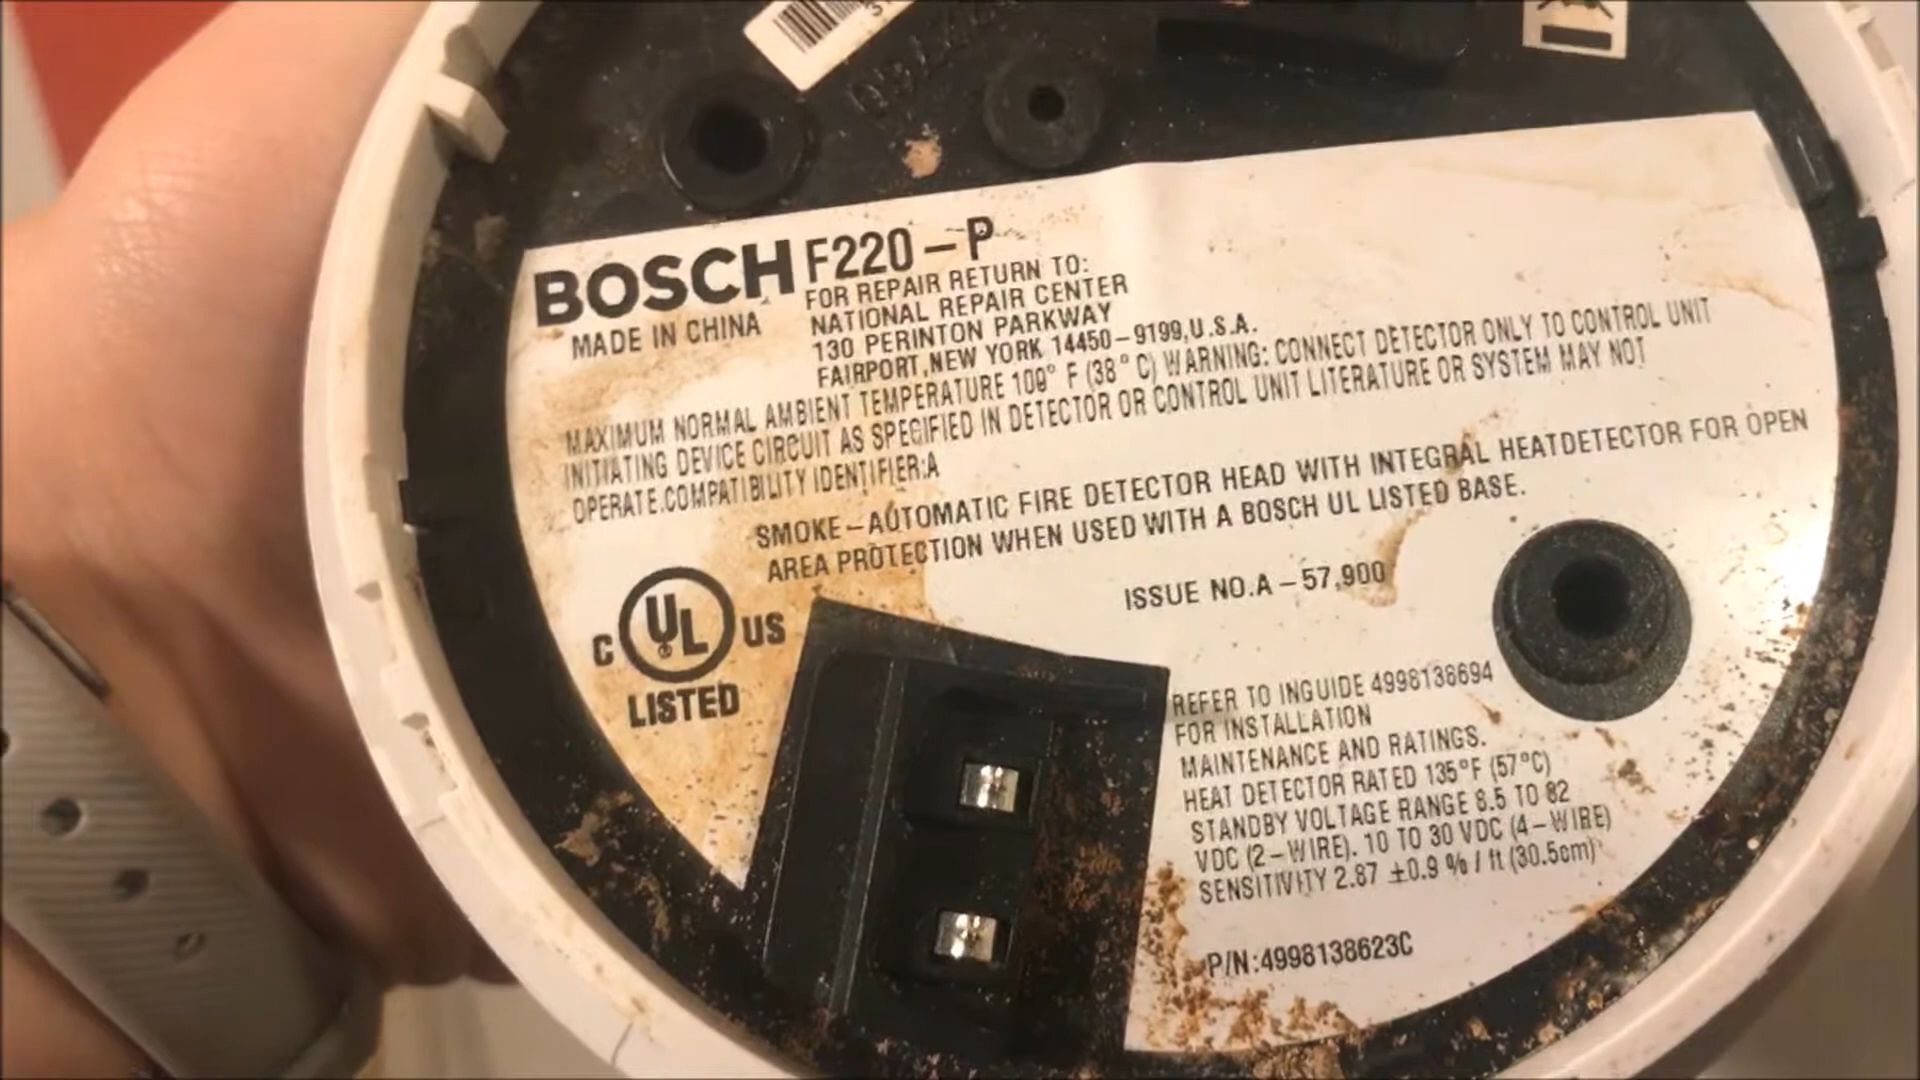 BOSCH F220-P
MADE IN CHINA
FOR REPAIR RETURN TO:
NATIONAL REPAIR CENTER
130 PERINTON PARKWAY
FAIRPORT, NEW YORK 14450-9199, U.S.A.
MAXIMUM NORMAL AMBIENT TEMPERATURE 100° F (38° C) WARNING: CONNECT DETECTOR ONLY TO CONTROL UNIT
INITIATING DEVICE CIRCUIT AS SPECIFIED IN DETECTOR OR CONTROL UNIT LITERATURE OR SYSTEM MAY NOT
OPERATE.COMPATIBILITY IDENTIFIER:A
SMOKE-AUTOMATIC FIRE DETECTOR HEAD WITH INTEGRAL HEATDETECTOR FOR OPEN
AREA PROTECTION WHEN USED WITH A BOSCH UL LISTED BASE.
ISSUE NO.A-57,900
C UL® US
LISTED
REFER TO INGUIDE 4998138694
FOR INSTALLATION
MAINTENANCE AND RATINGS.
HEAT DETECTOR RATED 135°F (57°C)
STANDBY VOLTAGE RANGE 8.5 TO 82
VDC (2-WIRE). 10 TO 30 VDC (4-WIRE)
SENSITIVITY 2.87 ±0.9 % / ft (30.5cm)
P/N:4998138623C